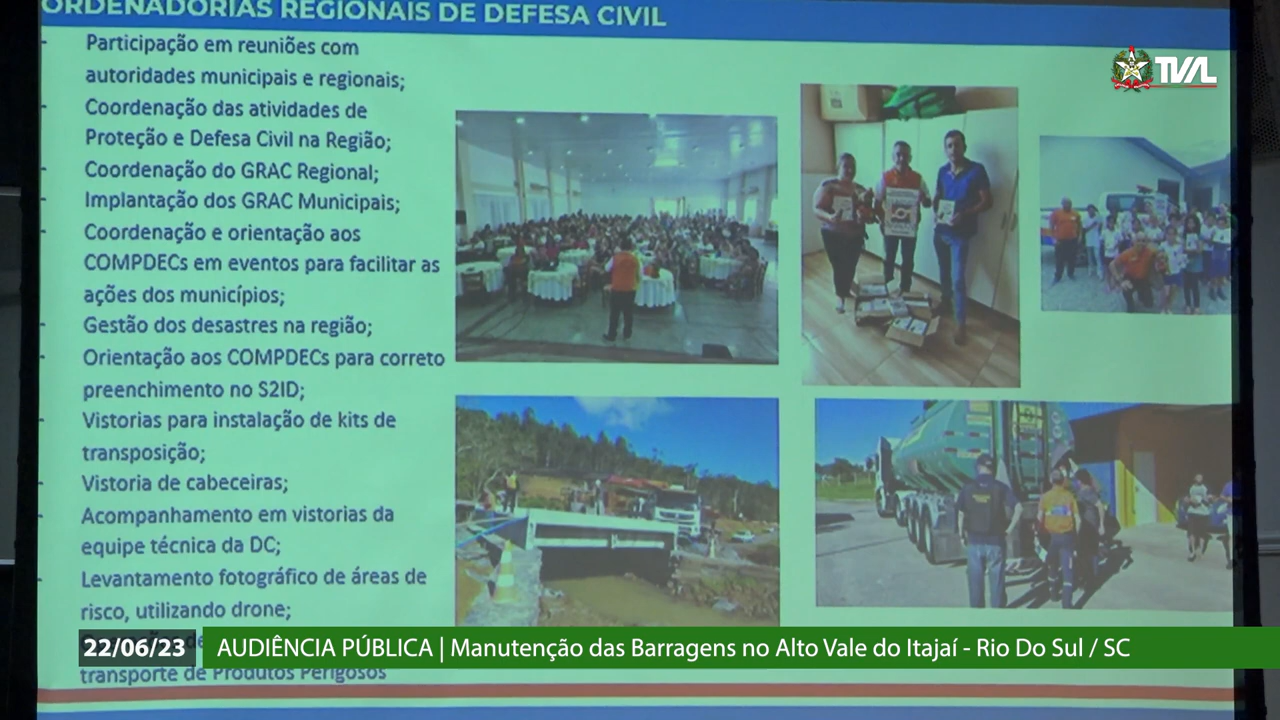 ORDENADORIAS REGIONAIS DE DEFESA CIVIL
TVAL
- Participação em reuniões com
autoridades municipais e regionais;
- Coordenação das atividades de
Proteção e Defesa Civil na Região;
- Coordenação do GRAC Regional;
- Implantação dos GRAC Municipais;
- Coordenação e orientação aos
COMPDECs em eventos para facilitar as
ações dos municípios;
- Gestão dos desastres na região;
- Orientação aos COMPDECs para correto
preenchimento no S2ID;
- Vistorias para instalação de kits de
transposição;
- Vistoria de cabeceiras;
- Acompanhamento em vistorias da
equipe técnica da DC;
- Levantamento fotográfico de áreas de
risco, utilizando drone;
22/06/23 AUDIÊNCIA PÚBLICA | Manutenção das Barragens no Alto Vale do Itajaí - Rio Do Sul / SC
transporte de Produtos Perigosos